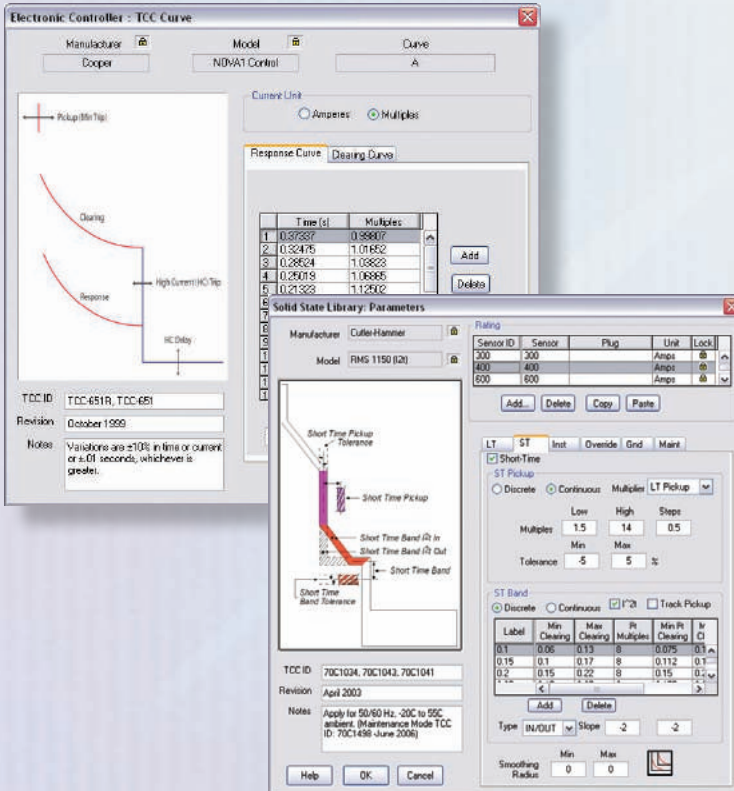 Electronic Controller : TCC Curve
Manufacturer Model Curve
Cooper NOVA1 Control A
Pickup (Min Trip)
Clearing
Response
High Current (HC) Trip
HC Delay
Current Unit
Amperes Multiples
Response Curve Clearing Curve
Time (s) Multiples
1 0.37337 0.99807
2 0.32475 1.01652
3 0.28524 1.03823
4 0.25019 1.06865
5 0.21323 1.12502
Add
Delete
TCC ID TCC-651R, TCC-651
Revision October 1999
Notes Variations are ±10% in time or current
or ±.01 seconds, whichever is
greater.
Solid State Library: Parameters
Manufacturer Cutler-Hammer
Model RMS 1150 (I2t)
Short Time Pickup
Tolerance
Short Time Pickup
Short Time Band I²t In
Short Time Band I²t Out
Short Time Band
Short Time
Band Tolerance
TCC ID 70C1034, 70C1043, 70C1041
Revision April 2003
Notes Apply for 50/60 Hz, -20C to 55C
ambient. (Maintenance Mode TCC
ID: 70C1498 -June 2006)
Help OK Cancel
Rating
Sensor ID Sensor Plug Unit Lock
300 300 Amps
400 400 Amps
600 600 Amps
Add... Delete Copy Paste
LT ST Inst Override Gnd Maint
Short-Time
ST Pickup
Discrete Continuous Multiplier LT Pickup
Low High Steps
Multiples 1.5 14 0.5
Min Max
Tolerance -5 5 %
ST Band
Discrete Continuous I^2t Track Pickup
Label Min Clearing Max Clearing Pt Multiples Min Pt Clearing
0.1 0.06 0.13 8 0.075
0.15 0.1 0.17 8 0.112
0.2 0.15 0.22 8 0.15
Add Delete
Type IN/OUT Slope -2 -2
Min Max
Smoothing
Radius 0 0